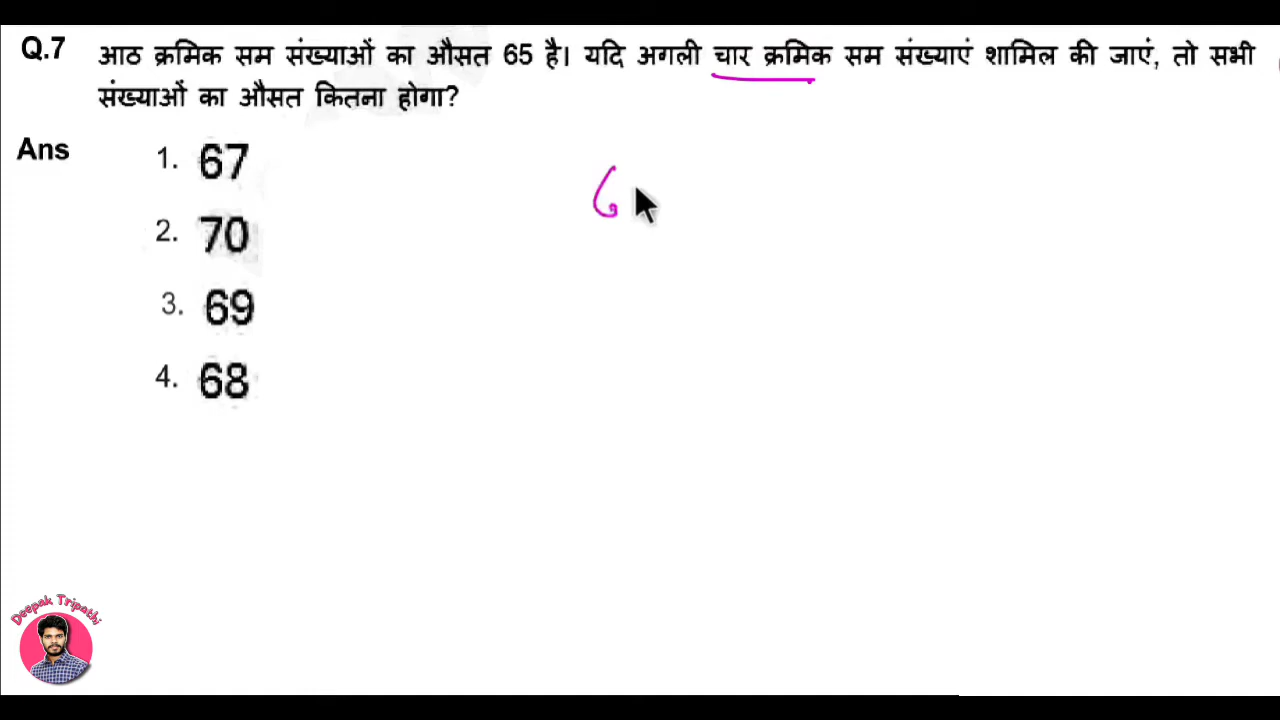 Q.7 आठ क्रमिक सम संख्याओं का औसत 65 है। यदि अगली चार क्रमिक सम संख्याएं शामिल की जाएं, तो सभी
संख्याओं का औसत कितना होगा?
Ans 1. 67
2. 70
3. 69
4. 68
6
Deepak Tripathi